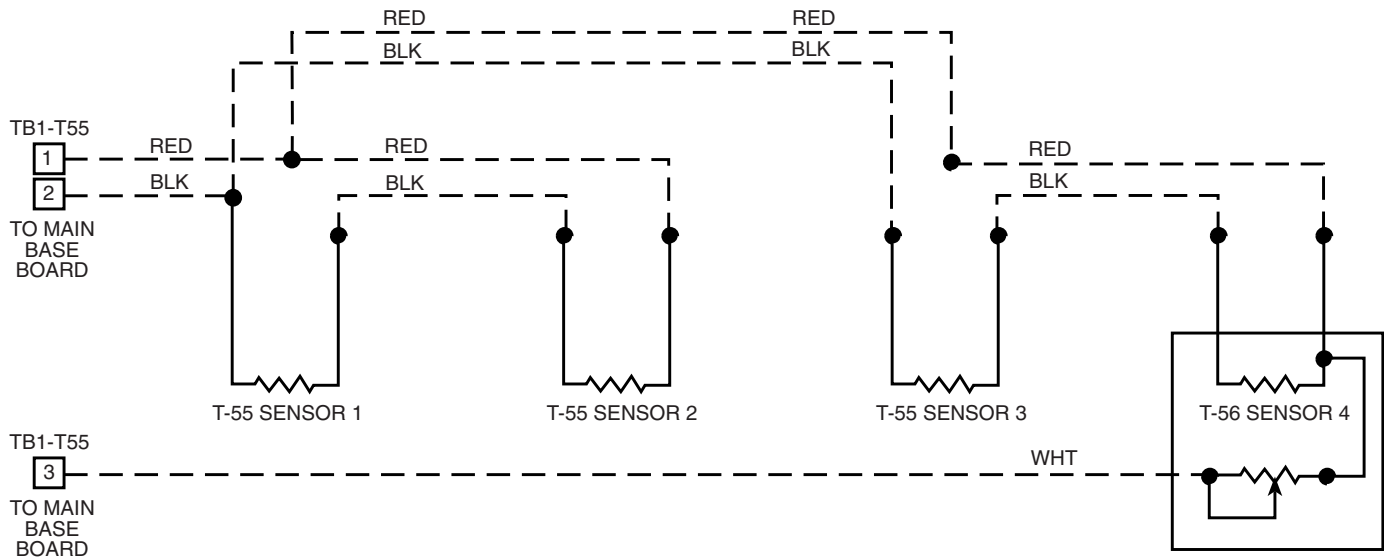 RED RED
BLK BLK
TB1-T55
1 RED RED RED
2 BLK BLK BLK
TO MAIN
BASE
BOARD
T-55 SENSOR 1 T-55 SENSOR 2 T-55 SENSOR 3 T-56 SENSOR 4
TB1-T55
3 WHT
TO MAIN
BASE
BOARD